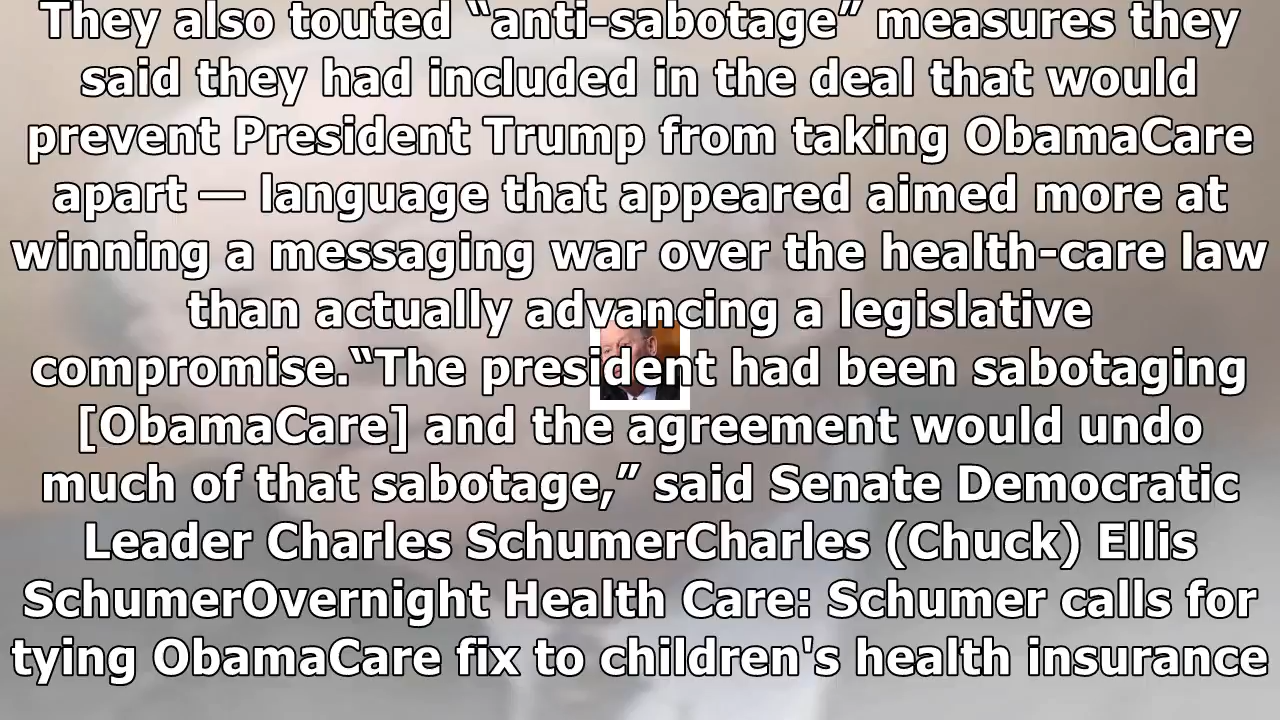 They also touted “anti-sabotage” measures they
said they had included in the deal that would
prevent President Trump from taking ObamaCare
apart — language that appeared aimed more at
winning a messaging war over the health-care law
than actually advancing a legislative
compromise.“The president had been sabotaging
[ObamaCare] and the agreement would undo
much of that sabotage,” said Senate Democratic
Leader Charles SchumerCharles (Chuck) Ellis
SchumerOvernight Health Care: Schumer calls for
tying ObamaCare fix to children's health insurance